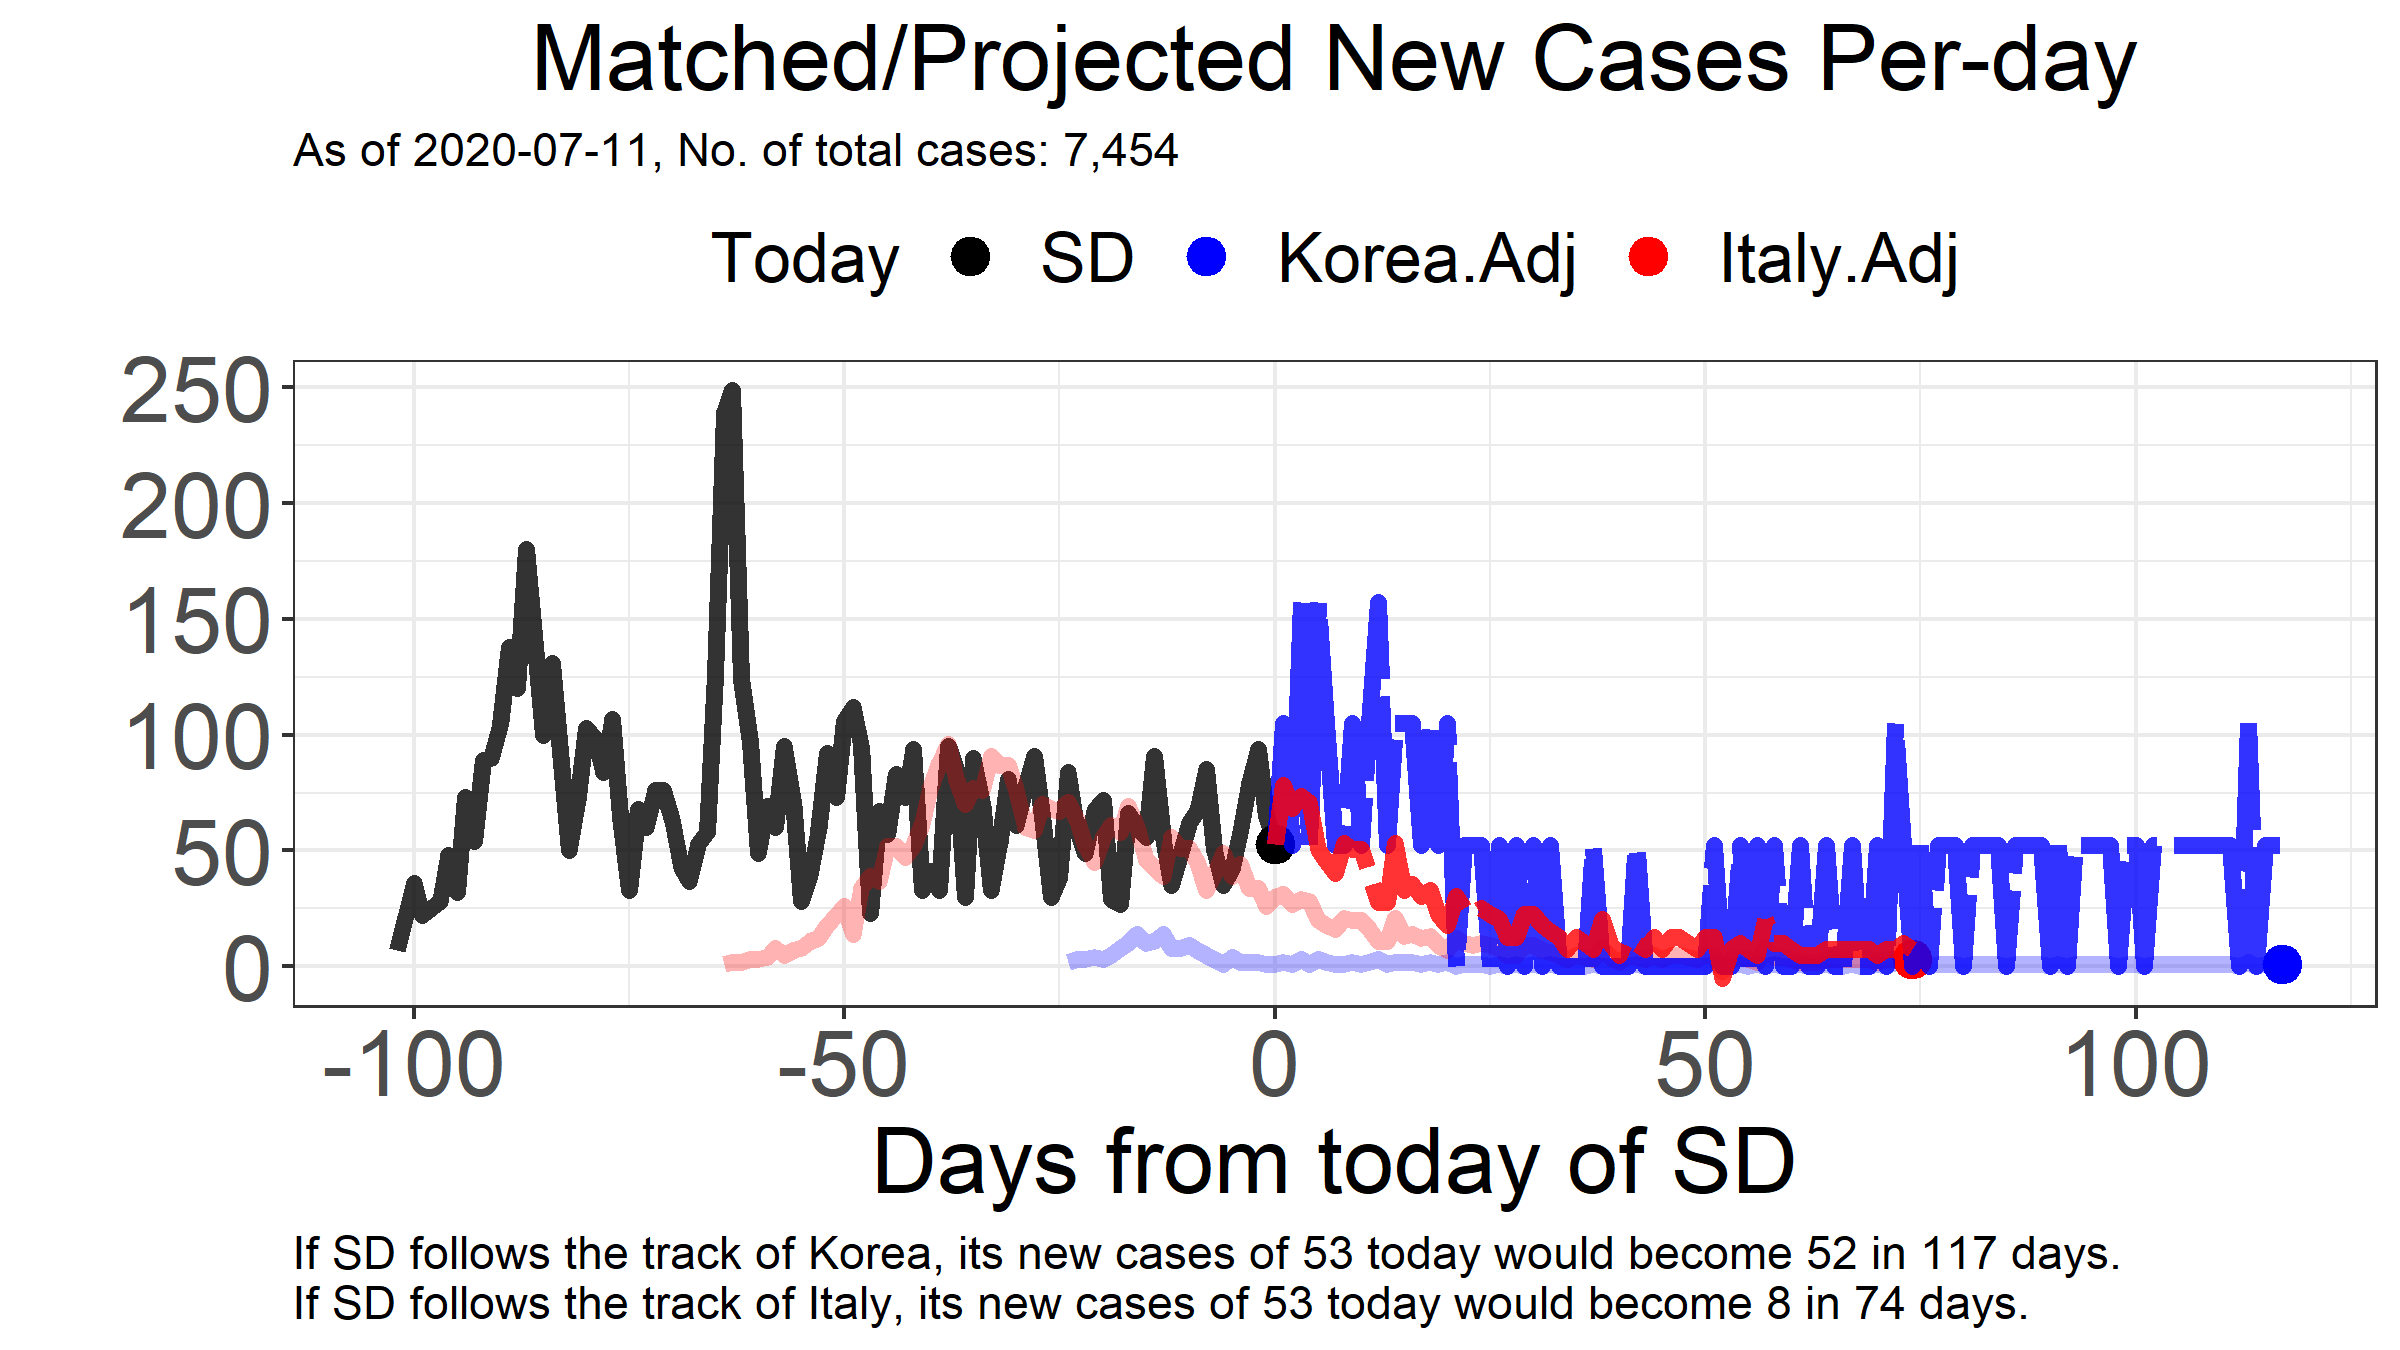 Matched/Projected New Cases Per-day
As of 2020-07-11, No. of total cases: 7,454
Today SD Korea.Adj Italy.Adj
250
200
150
100
50
0
-100 -50 0 50 100
Days from today of SD
If SD follows the track of Korea, its new cases of 53 today would become 52 in 117 days.
If SD follows the track of Italy, its new cases of 53 today would become 8 in 74 days.